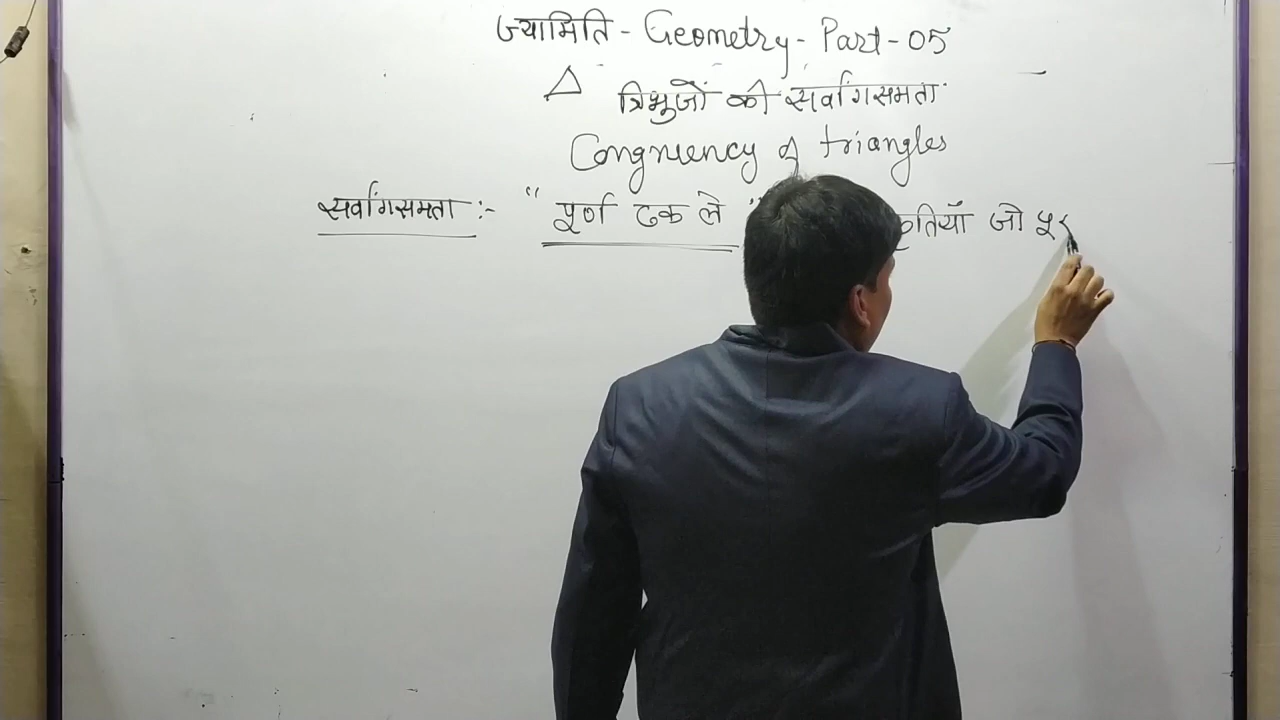 ज्यामिति - Geometry - Part - 05
△ त्रिभुजों की सर्वांगसमता
Congruency of triangles
सर्वांगसमता :- " पूर्ण ढक ले " जो